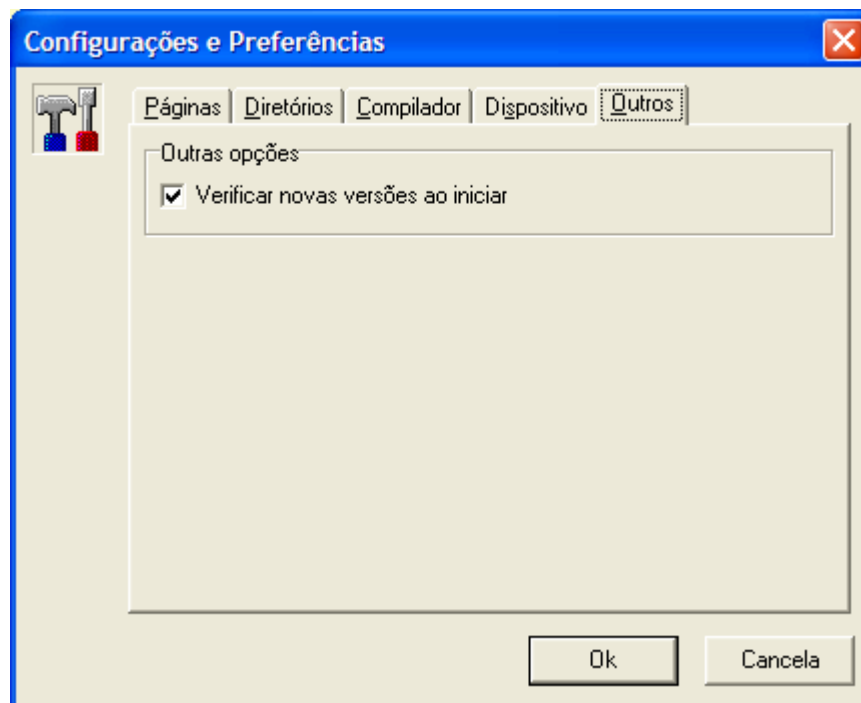 Configurações e Preferências
Páginas Diretórios Compilador Dispositivo Outros
Outras opções
Verificar novas versões ao iniciar
Ok Cancela